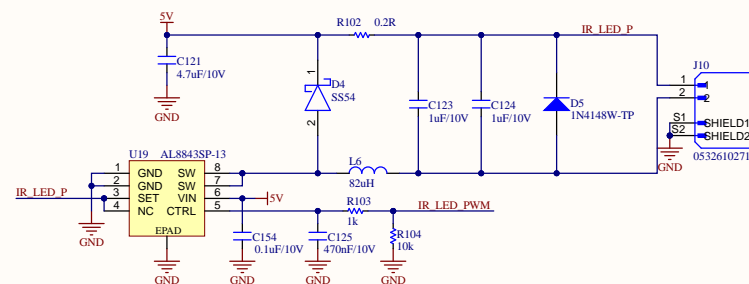 5V
R102 0.2R
IR_LED_P
C121
4.7uF/10V
GND
1
D4
SS54
2
C123
1uF/10V
C124
1uF/10V
D5
1N4148W-TP
J10
1 1
2 2
S1 SHIELD1
S2 SHIELD2
GND
0532610271
U19 AL8843SP-13
1 GND SW 8
2 GND SW 7
3 SET VIN 6
4 NC CTRL 5
EPAD
IR_LED_P
GND
GND
L6
82uH
5V
R103
1k
IR_LED_PWM
C154
0.1uF/10V
GND
C125
470nF/10V
GND
R104
10k
GND